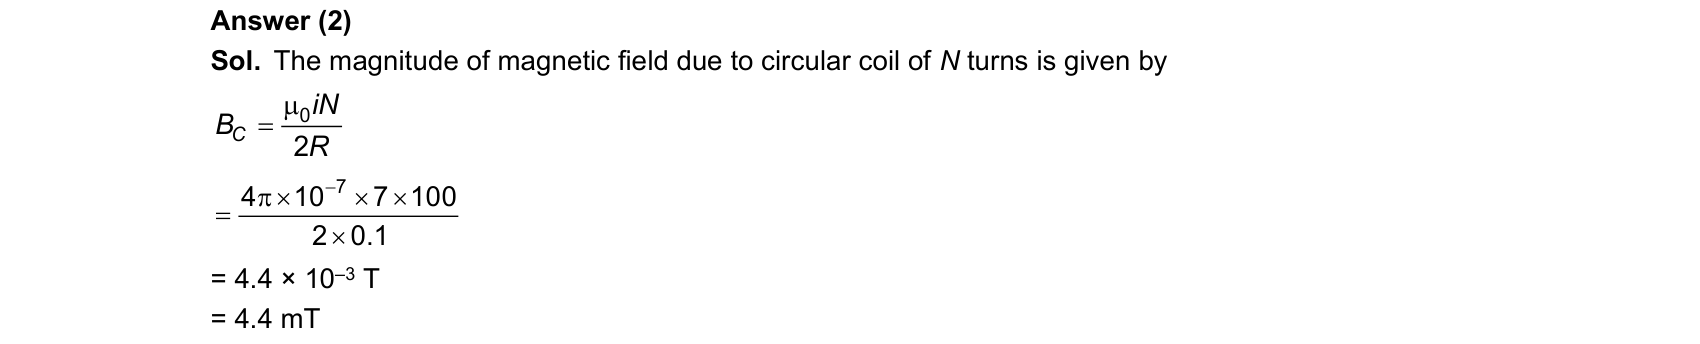 Answer (2)
Sol. The magnitude of magnetic field due to circular coil of N turns is given by
B_C = μ₀iN / 2R
= 4π×10⁻⁷ ×7×100 / 2×0.1
= 4.4 × 10⁻³ T
= 4.4 mT